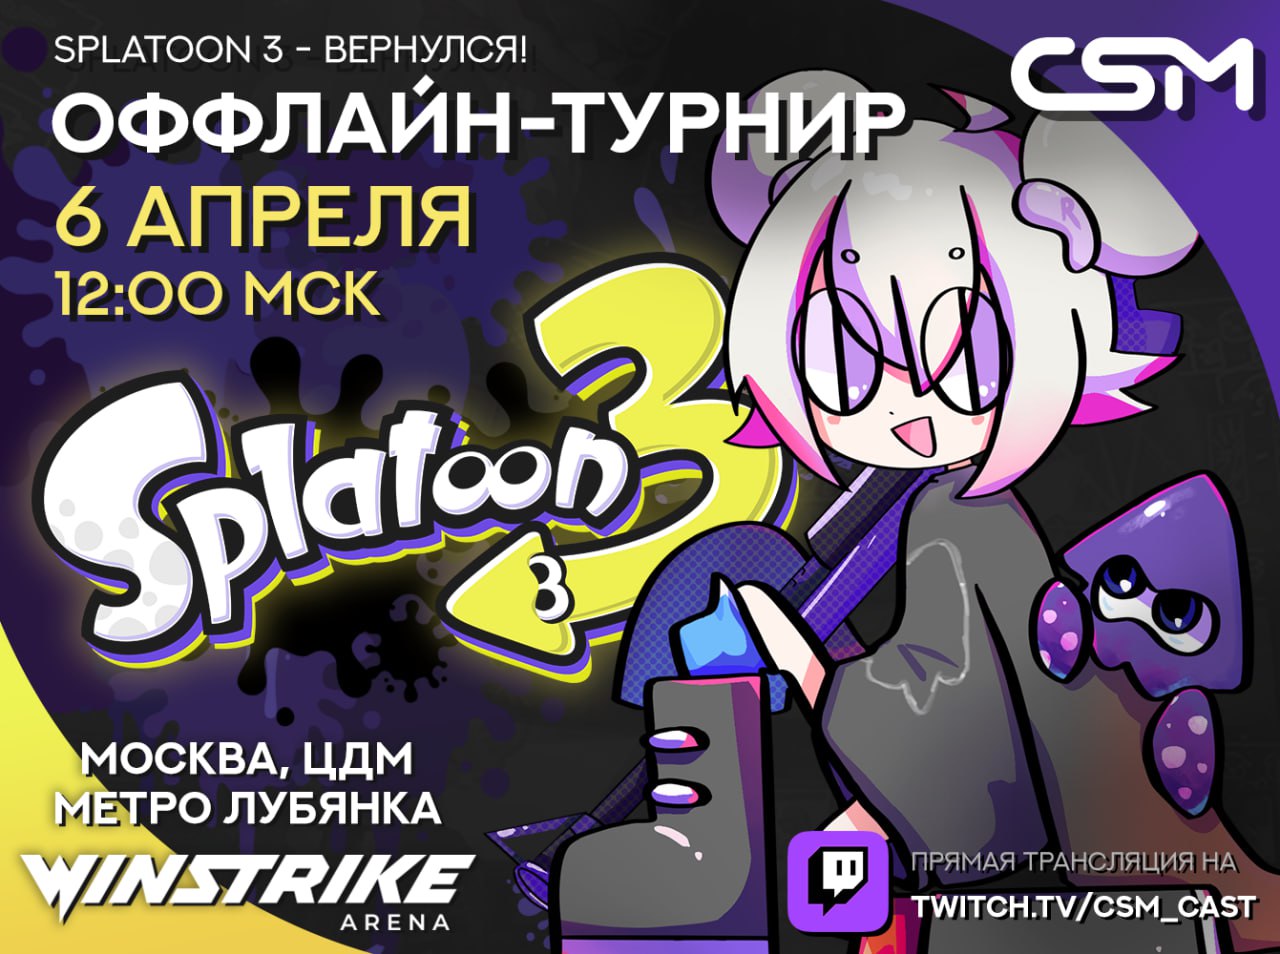 SPLATOON 3 - ВЕРНУЛСЯ!
ОФФЛАЙН-ТУРНИР
6 АПРЕЛЯ
12:00 МСК
CSM
R
Splatoon
3
МОСКВА, ЦДМ
МЕТРО ЛУБЯНКА
WINSTRIKE
ARENA
ПРЯМАЯ ТРАНСЛЯЦИЯ НА
TWITCH.TV/CSM_CAST